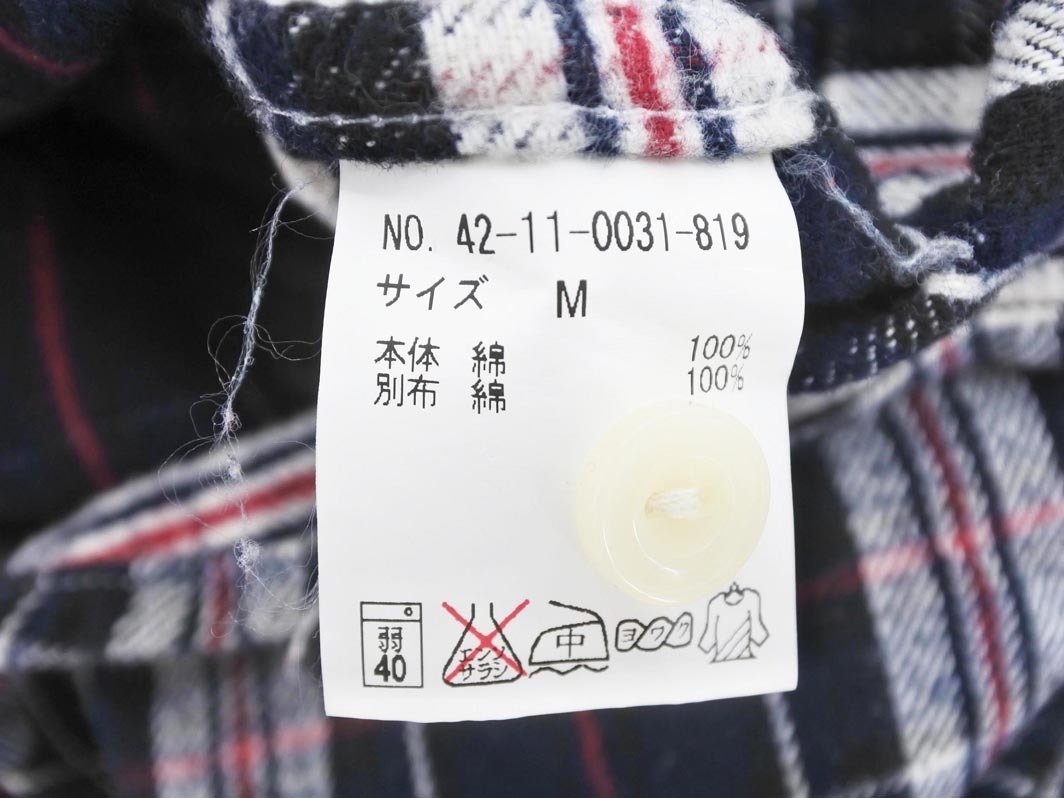 NO. 42-11-0031-819
サイズ M
本体 綿 100%
別布 綿 100%
弱
40
エンソ
サラシ
中
ヨワク